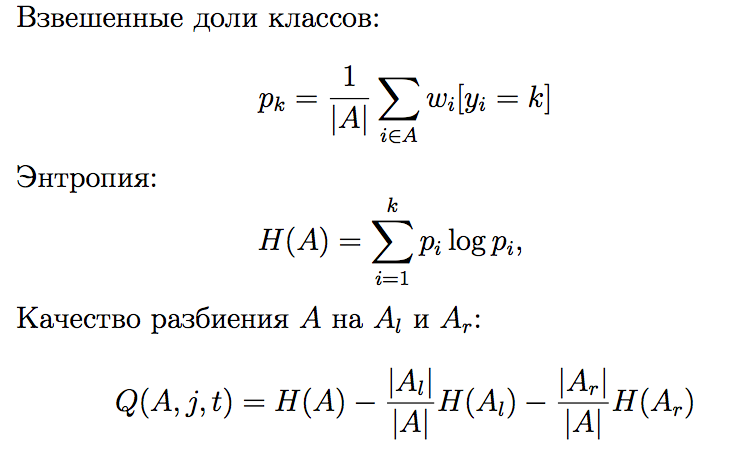 Взвешенные доли классов:
p_k = \frac{1}{|A|} \sum_{i \in A} w_i [y_i = k]
Энтропия:
H(A) = \sum_{i=1}^{k} p_i \log p_i,
Качество разбиения A на A_l и A_r:
Q(A, j, t) = H(A) - \frac{|A_l|}{|A|} H(A_l) - \frac{|A_r|}{|A|} H(A_r)